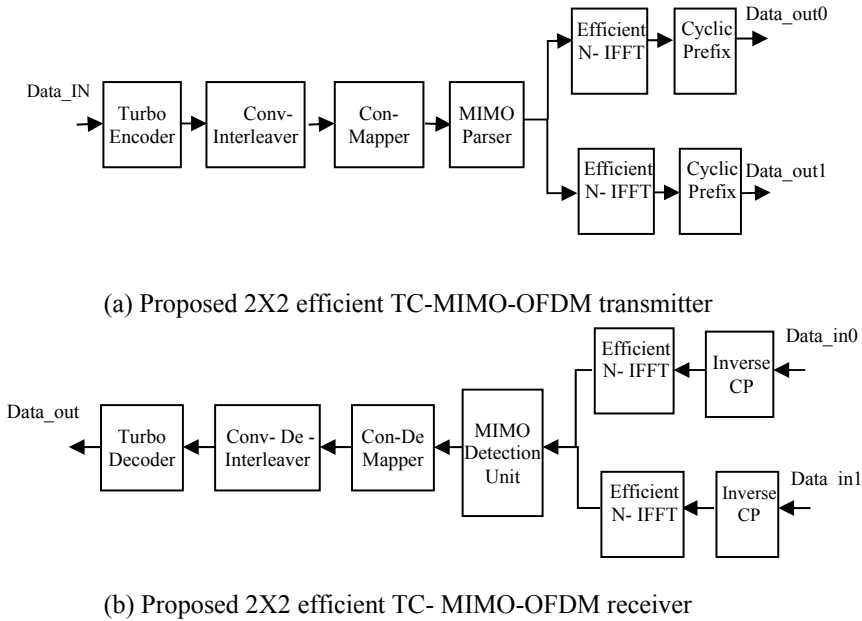 Data_IN
Turbo
Encoder
Conv-
Interleaver
Con-
Mapper
MIMO
Parser
Efficient
N- IFFT
Cyclic
Prefix
Data_out0
Efficient
N- IFFT
Cyclic
Prefix
Data_out1
(a) Proposed 2X2 efficient TC-MIMO-OFDM transmitter
Data_out
Turbo
Decoder
Conv- De -
Interleaver
Con-De
Mapper
MIMO
Detection
Unit
Efficient
N- IFFT
Inverse
CP
Data_in0
Efficient
N- IFFT
Inverse
CP
Data_in1
(b) Proposed 2X2 efficient TC- MIMO-OFDM receiver